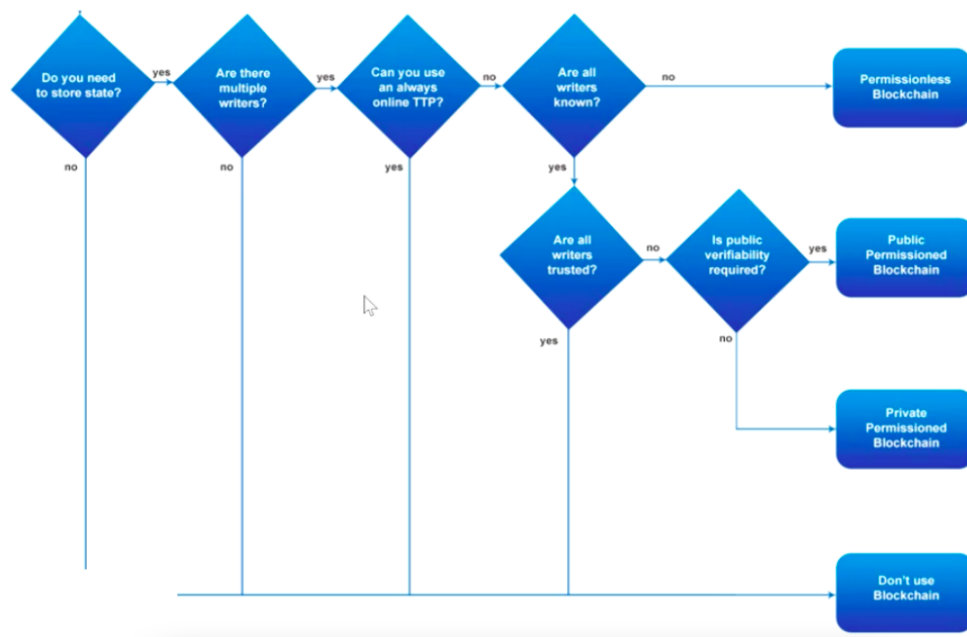 Do you need
to store state?
yes
Are there
multiple
writers?
yes
Can you use
an always
online TTP?
no
Are all
writers
known?
no
Permissionless
Blockchain
no
no
yes
yes
Are all
writers
trusted?
no
Is public
verifiability
required?
yes
Public
Permissioned
Blockchain
yes
no
Private
Permissioned
Blockchain
Don't use
Blockchain